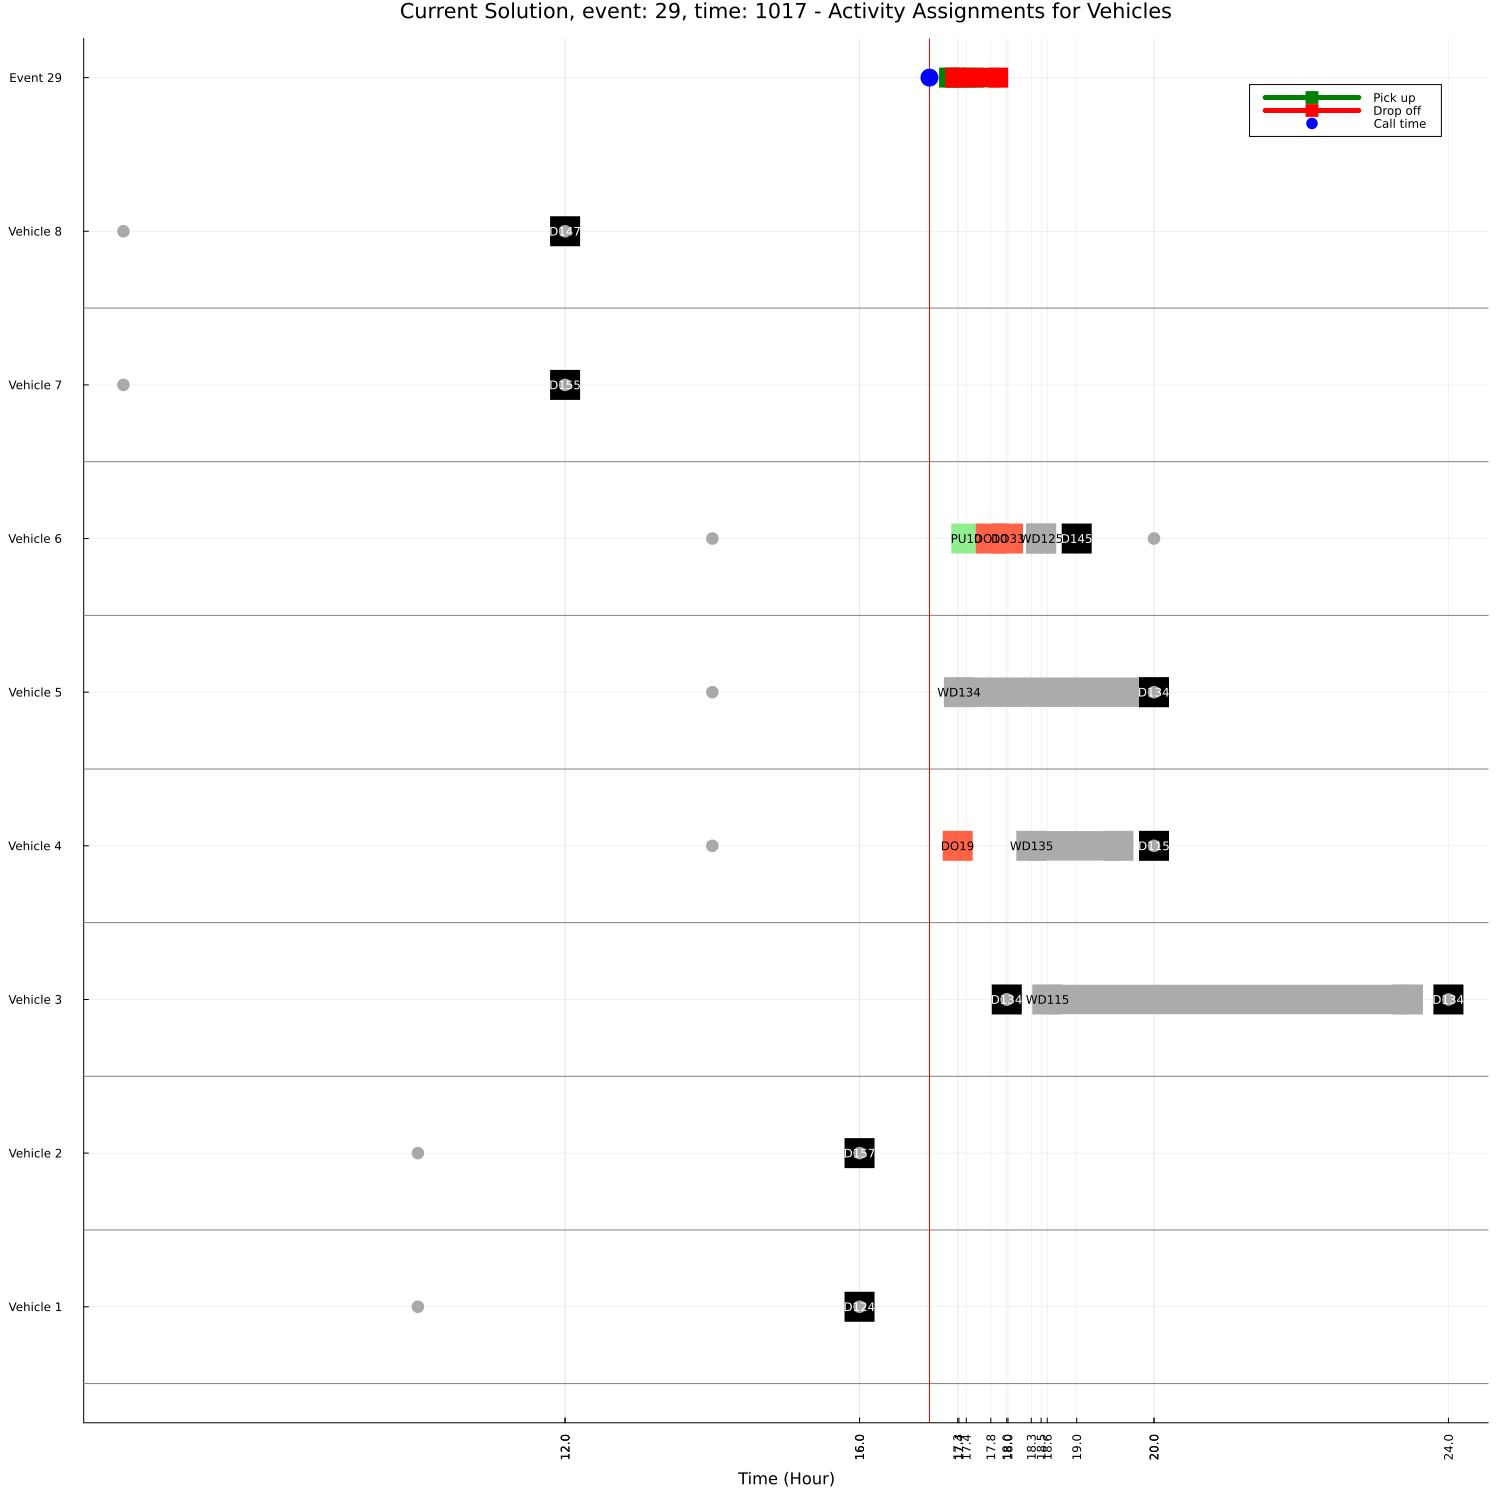 Current Solution, event: 29, time: 1017 - Activity Assignments for Vehicles
Event 29
Pick up
Drop off
Call time
Vehicle 8
D147
Vehicle 7
D155
Vehicle 6
PU10 DO10 DO33 WD125 D145
Vehicle 5
WD134 D134
Vehicle 4
DO19 WD135 D115
Vehicle 3
D134 WD115 D134
Vehicle 2
D157
Vehicle 1
D124
12.0 16.0 17.4 17.8 18.0 18.3 18.5 18.6 19.0 20.0 24.0
Time (Hour)